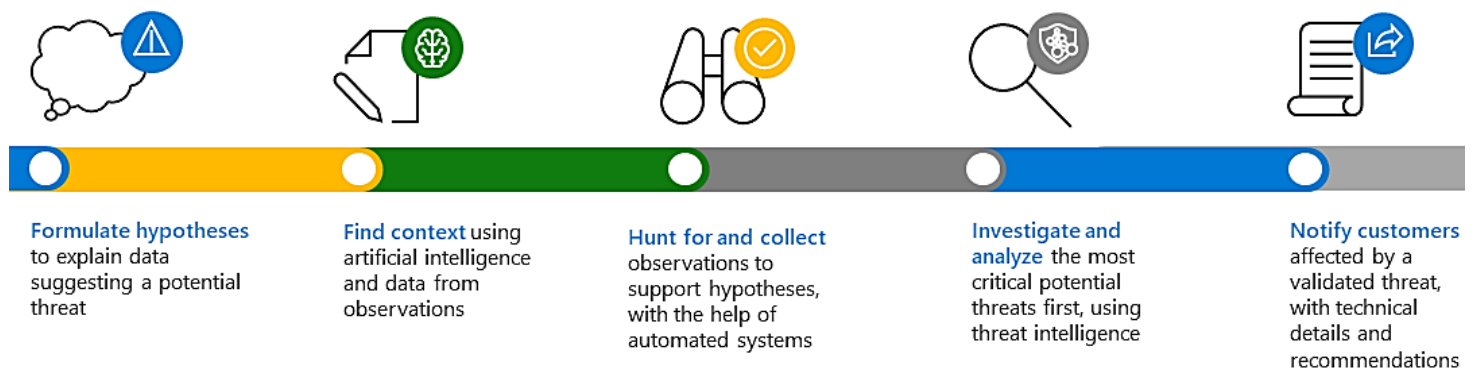 Formulate hypotheses
to explain data
suggesting a potential
threat
Find context using
artificial intelligence
and data from
observations
Hunt for and collect
observations to
support hypotheses,
with the help of
automated systems
Investigate and
analyze the most
critical potential
threats first, using
threat intelligence
Notify customers
affected by a
validated threat,
with technical
details and
recommendations